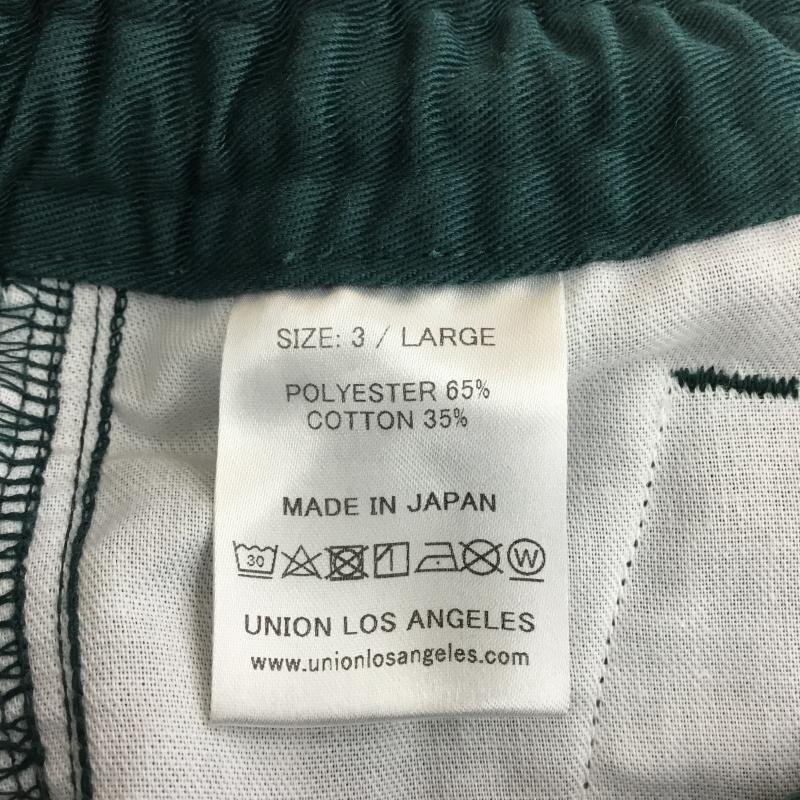 SIZE: 3 / LARGE
POLYESTER 65%
COTTON 35%
MADE IN JAPAN
30 W
UNION LOS ANGELES
www.unionlosangeles.com